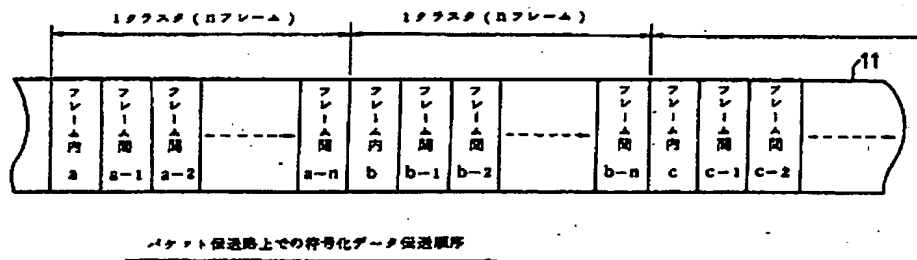 1クラスタ(nフレーム) 1クラスタ(nフレーム)
11
フレーム内 a
フレーム間 a-1
フレーム間 a-2
フレーム間 a-n
フレーム内 b
フレーム間 b-1
フレーム間 b-2
フレーム間 b-n
フレーム内 c
フレーム間 c-1
フレーム間 c-2
パケット伝送路上での符号化データ伝送順序